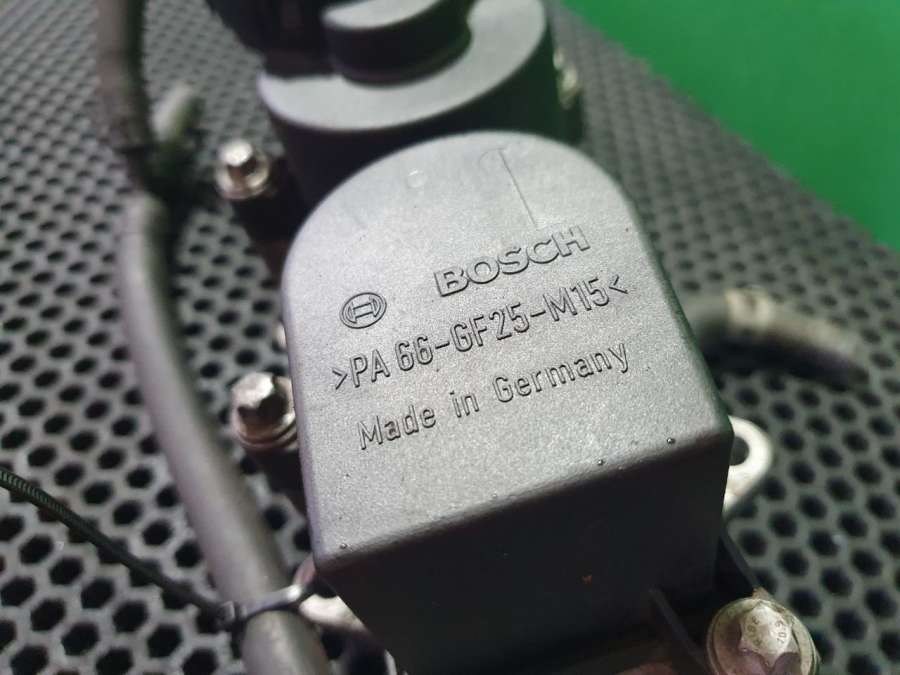 BOSCH
>PA 66-GF25-M15<
Made in Germany